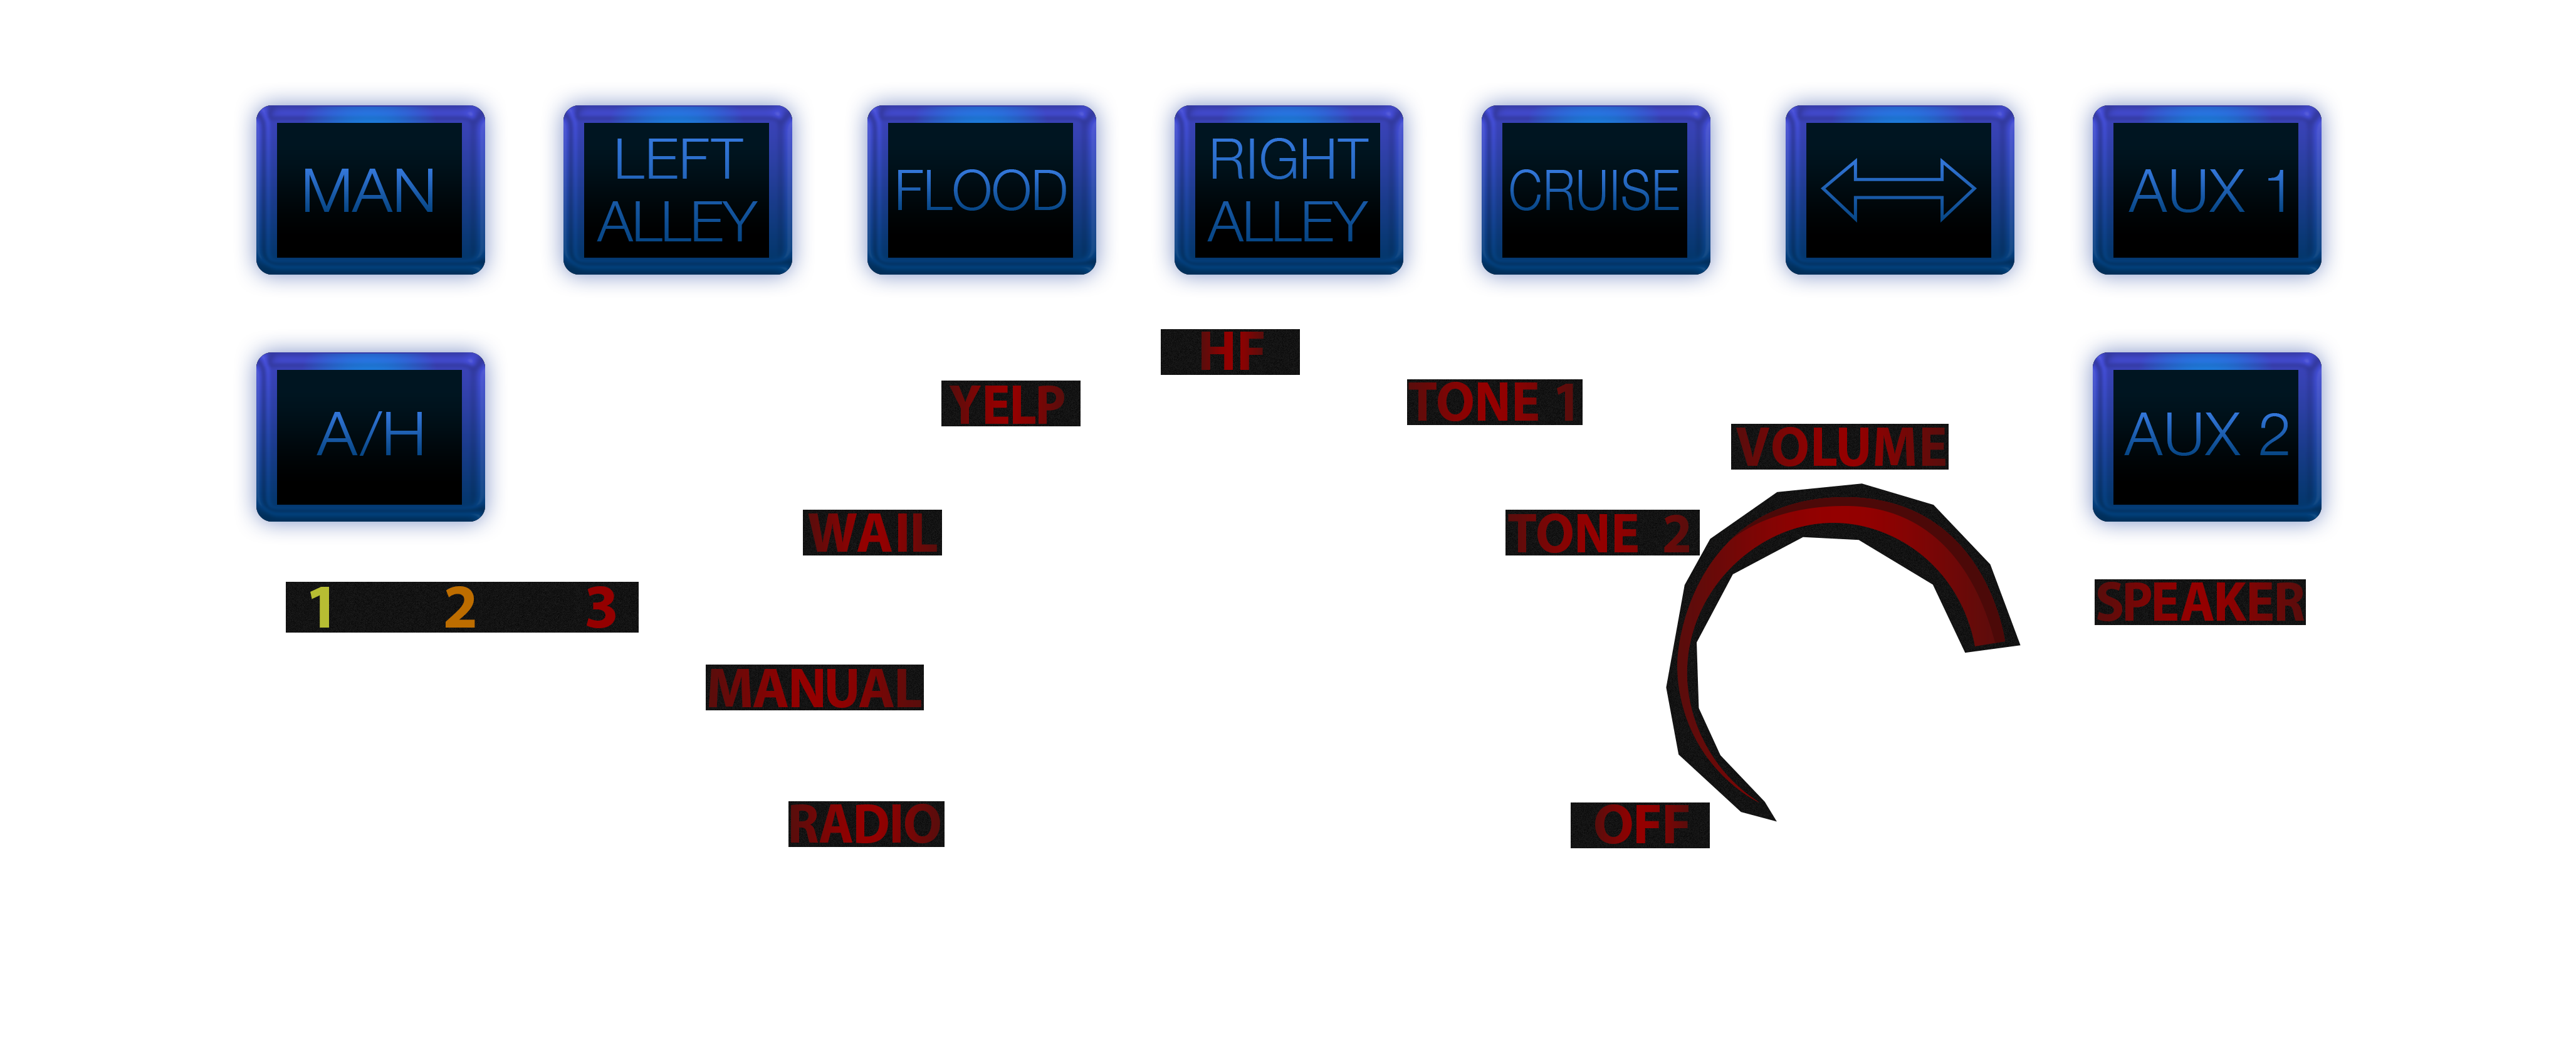 MAN
LEFT
ALLEY
FLOOD
RIGHT
ALLEY
CRUISE
AUX 1
A/H
HF
YELP
TONE 1
VOLUME
AUX 2
WAIL
TONE 2
1 2 3
SPEAKER
MANUAL
RADIO
OFF